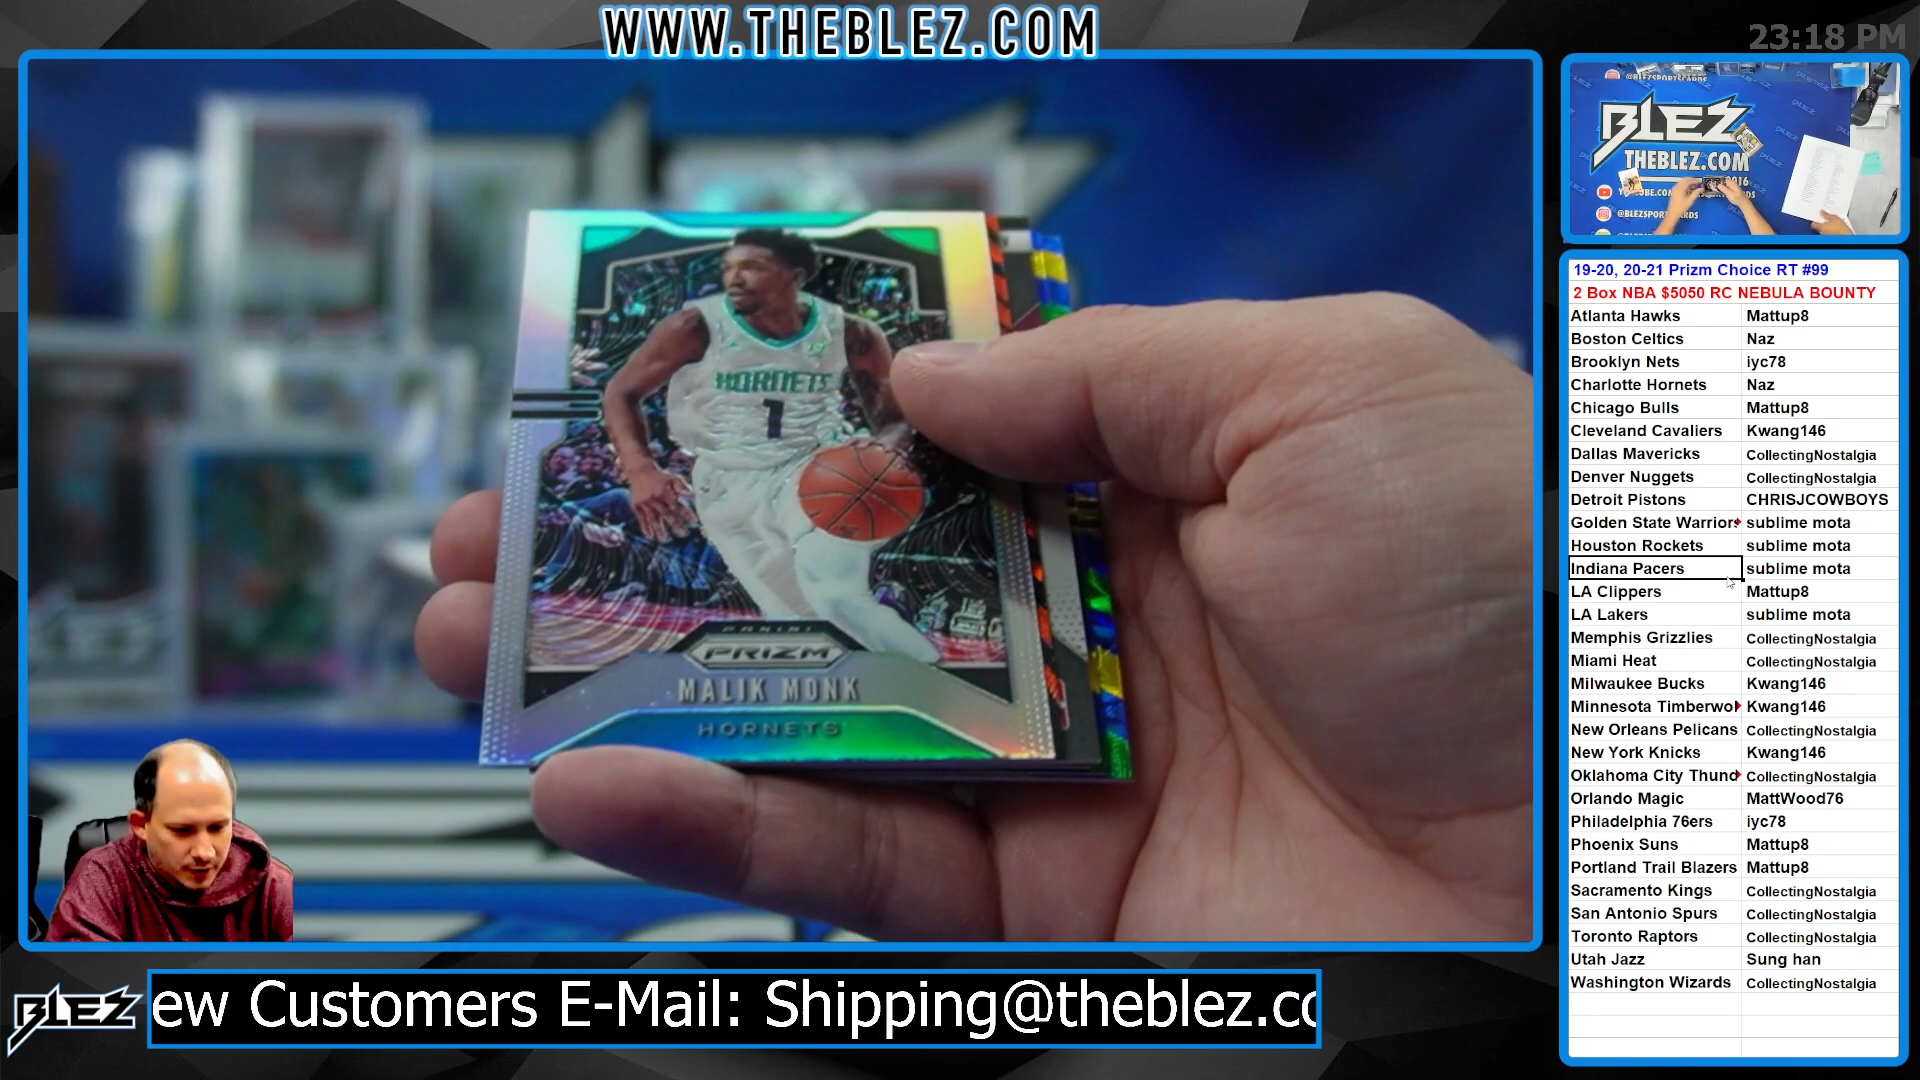 WWW.THEBLEZ.COM
23:18 PM
BLEZ
THEBLEZ.COM
@BLEZSPORTSCARDS
HORNETS
1
PANINI
PRIZM
MALIK MONK
HORNETS
19-20, 20-21 Prizm Choice RT #99
2 Box NBA $5050 RC NEBULA BOUNTY
Atlanta Hawks Mattup8
Boston Celtics Naz
Brooklyn Nets iyc78
Charlotte Hornets Naz
Chicago Bulls Mattup8
Cleveland Cavaliers Kwang146
Dallas Mavericks CollectingNostalgia
Denver Nuggets CollectingNostalgia
Detroit Pistons CHRISJCOWBOYS
Golden State Warriors sublime mota
Houston Rockets sublime mota
Indiana Pacers sublime mota
LA Clippers Mattup8
LA Lakers sublime mota
Memphis Grizzlies CollectingNostalgia
Miami Heat CollectingNostalgia
Milwaukee Bucks Kwang146
Minnesota Timberwol Kwang146
New Orleans Pelicans CollectingNostalgia
New York Knicks Kwang146
Oklahoma City Thund CollectingNostalgia
Orlando Magic MattWood76
Philadelphia 76ers iyc78
Phoenix Suns Mattup8
Portland Trail Blazers Mattup8
Sacramento Kings CollectingNostalgia
San Antonio Spurs CollectingNostalgia
Toronto Raptors CollectingNostalgia
Utah Jazz Sung han
Washington Wizards CollectingNostalgia
BLEZ
ew Customers E-Mail: Shipping@theblez.co